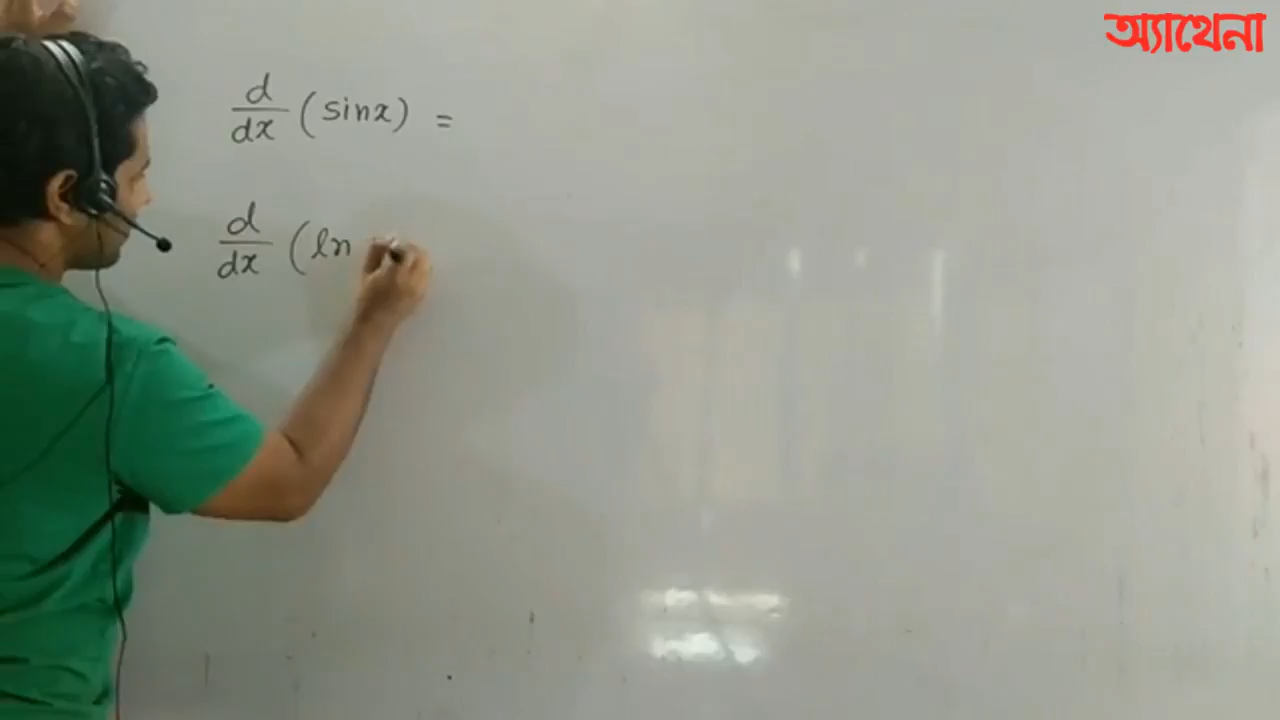 অ্যাথেনা
d/dx (sinx) =
d/dx (ln